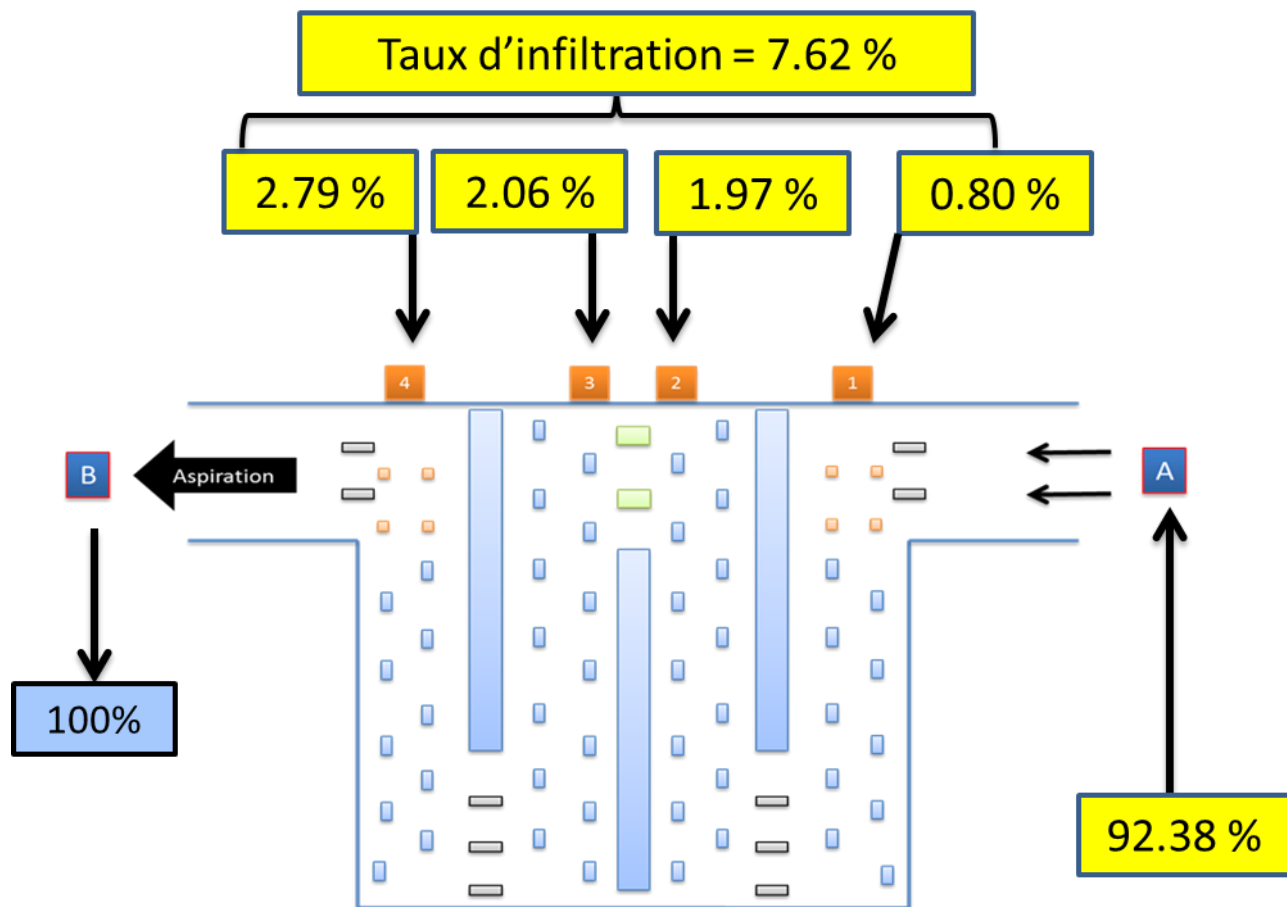 Taux d’infiltration = 7.62 %
2.79 %
2.06 %
1.97 %
0.80 %
4
3
2
1
B
Aspiration
A
100%
92.38 %